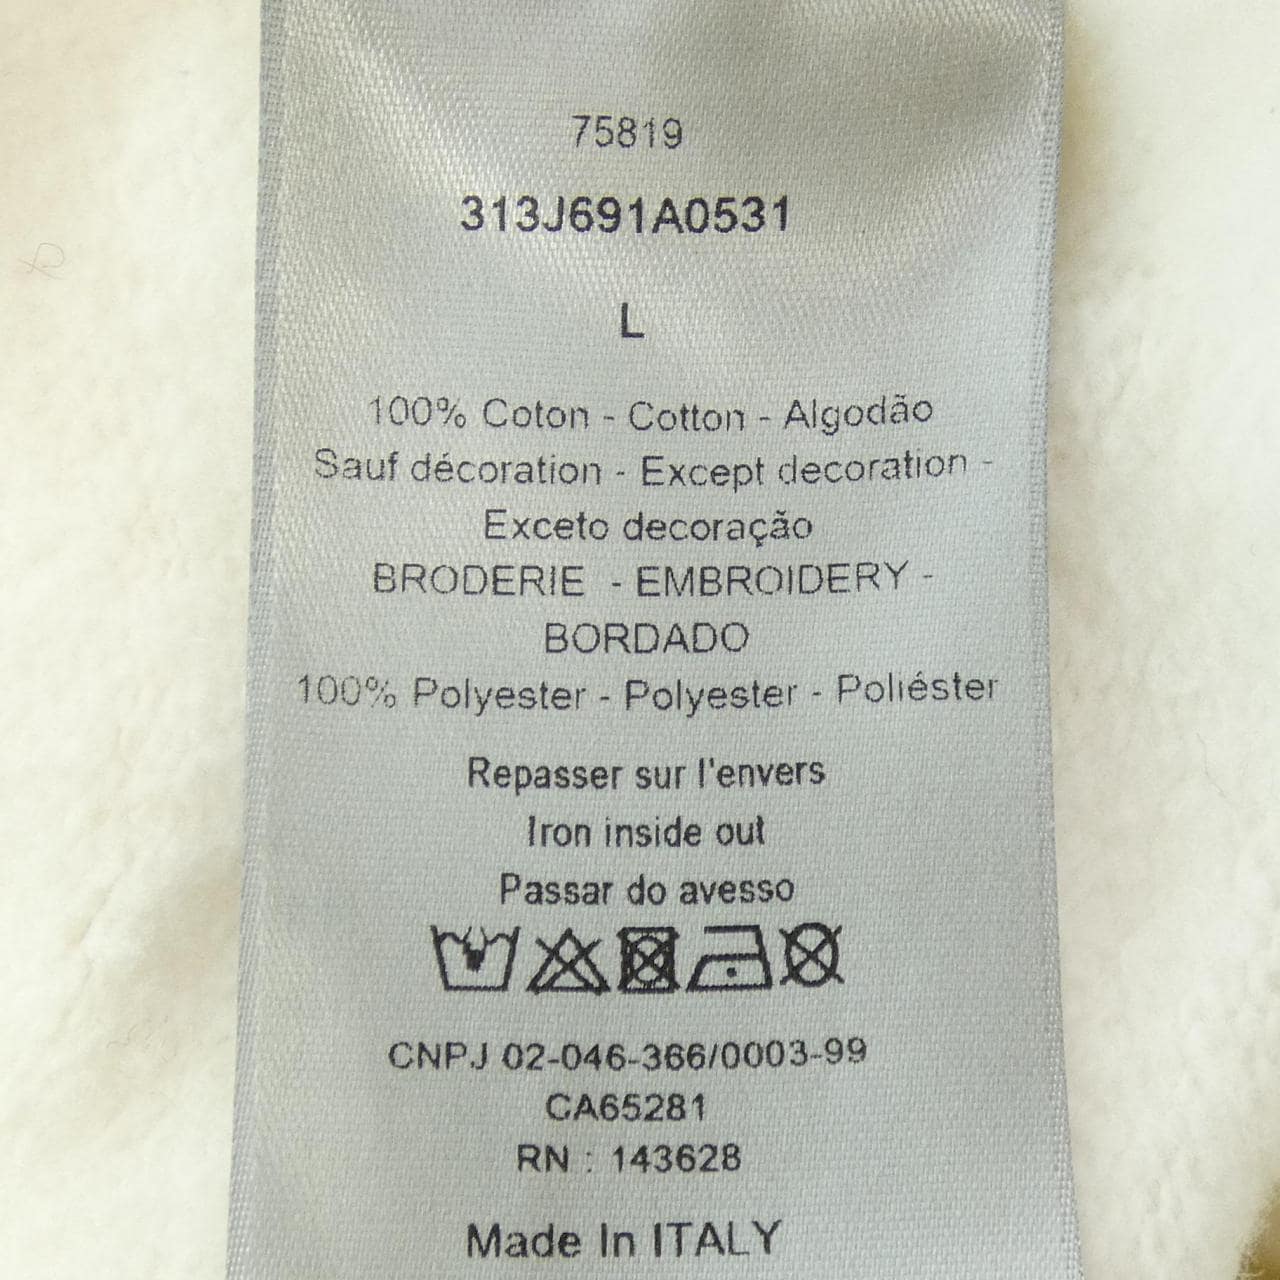 75819
313J691A0531
L
100% Coton - Cotton - Algodão
Sauf décoration - Except decoration -
Exceto decoração
BRODERIE - EMBROIDERY -
BORDADO
100% Polyester - Polyester - Poliéster
Repasser sur l'envers
Iron inside out
Passar do avesso
CNPJ 02-046-366/0003-99
CA65281
RN : 143628
Made In ITALY